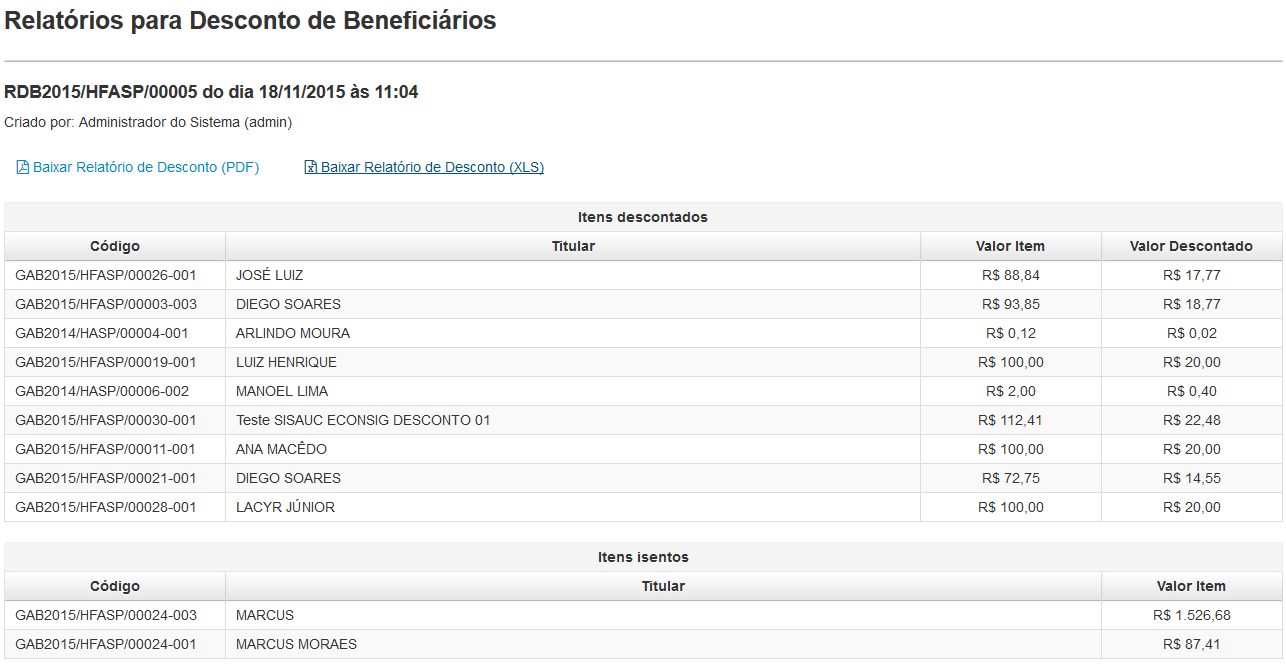 Relatórios para Desconto de Beneficiários
RDB2015/HFASP/00005 do dia 18/11/2015 às 11:04
Criado por: Administrador do Sistema (admin)
Baixar Relatório de Desconto (PDF) Baixar Relatório de Desconto (XLS)
Itens descontados
Código Titular Valor Item Valor Descontado
GAB2015/HFASP/00026-001 JOSÉ LUIZ R$ 88,84 R$ 17,77
GAB2015/HFASP/00003-003 DIEGO SOARES R$ 93,85 R$ 18,77
GAB2014/HASP/00004-001 ARLINDO MOURA R$ 0,12 R$ 0,02
GAB2015/HFASP/00019-001 LUIZ HENRIQUE R$ 100,00 R$ 20,00
GAB2014/HASP/00006-002 MANOEL LIMA R$ 2,00 R$ 0,40
GAB2015/HFASP/00030-001 Teste SISAUC ECONSIG DESCONTO 01 R$ 112,41 R$ 22,48
GAB2015/HFASP/00011-001 ANA MACÊDO R$ 100,00 R$ 20,00
GAB2015/HFASP/00021-001 DIEGO SOARES R$ 72,75 R$ 14,55
GAB2015/HFASP/00028-001 LACYR JÚNIOR R$ 100,00 R$ 20,00
Itens isentos
Código Titular Valor Item
GAB2015/HFASP/00024-003 MARCUS R$ 1.526,68
GAB2015/HFASP/00024-001 MARCUS MORAES R$ 87,41